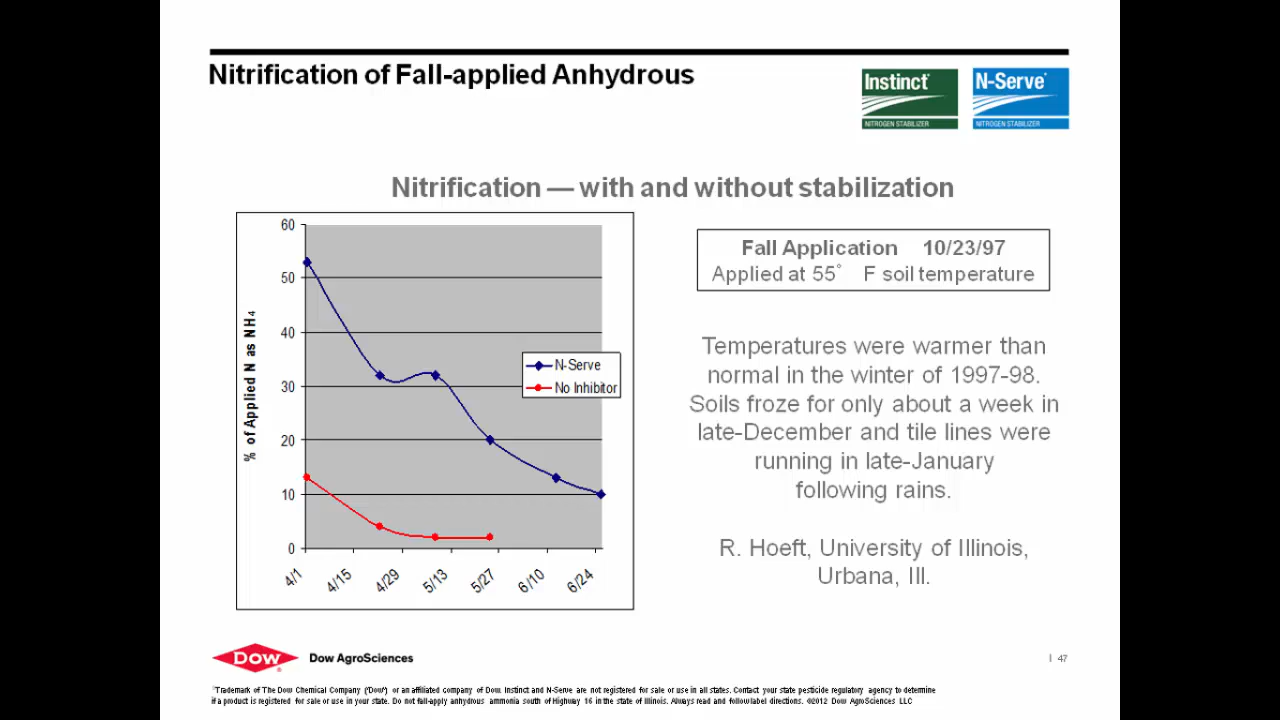 Nitrification of Fall-applied Anhydrous
Instinct®
NITROGEN STABILIZER
N-Serve®
NITROGEN STABILIZER
Nitrification — with and without stabilization
60
50
40
30
20
10
0
% of Applied N as NH4
4/1
4/15
4/29
5/13
5/27
6/10
6/24
N-Serve
No Inhibitor
Fall Application 10/23/97
Applied at 55° F soil temperature
Temperatures were warmer than
normal in the winter of 1997-98.
Soils froze for only about a week in
late-December and tile lines were
running in late-January
following rains.
R. Hoeft, University of Illinois,
Urbana, Ill.
DOW
Dow AgroSciences
| 47
Trademark of The Dow Chemical Company ("Dow") or an affiliated company of Dow. Instinct and N-Serve are not registered for sale or use in all states. Contact your state pesticide regulatory agency to determine
if a product is registered for sale or use in your state. Do not fall-apply anhydrous ammonia south of Highway 16 in the state of Illinois. Always read and follow label directions. ©2012 Dow AgroSciences LLC